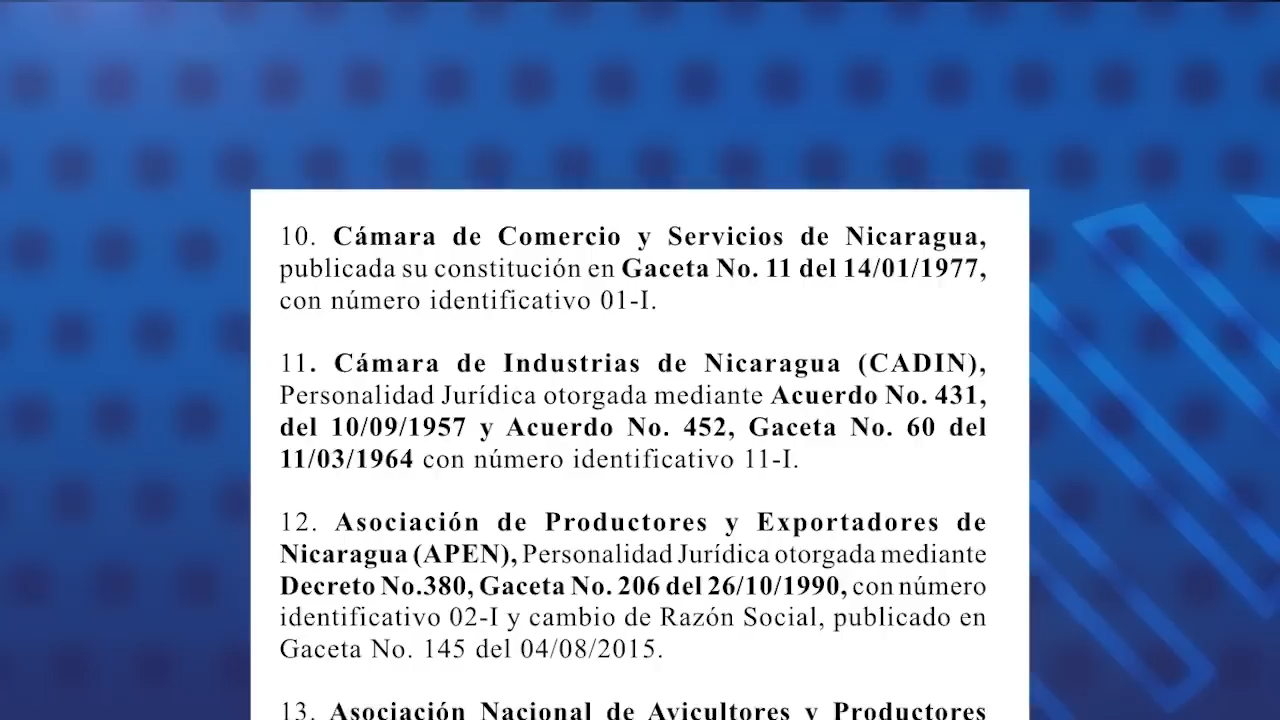 10. Cámara de Comercio y Servicios de Nicaragua,
publicada su constitución en Gaceta No. 11 del 14/01/1977,
con número identificativo 01-I.
11. Cámara de Industrias de Nicaragua (CADIN),
Personalidad Jurídica otorgada mediante Acuerdo No. 431,
del 10/09/1957 y Acuerdo No. 452, Gaceta No. 60 del
11/03/1964 con número identificativo 11-I.
12. Asociación de Productores y Exportadores de
Nicaragua (APEN), Personalidad Jurídica otorgada mediante
Decreto No.380, Gaceta No. 206 del 26/10/1990, con número
identificativo 02-I y cambio de Razón Social, publicado en
Gaceta No. 145 del 04/08/2015.
13. Asociación Nacional de Avicultores y Productores